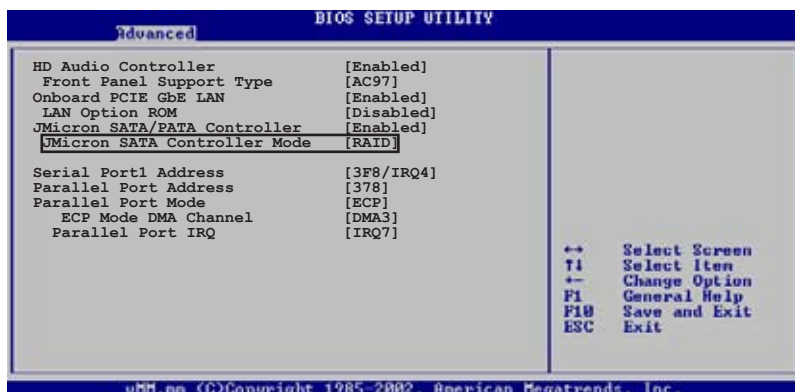 BIOS SETUP UTILITY
Advanced
HD Audio Controller [Enabled]
Front Panel Support Type [AC97]
Onboard PCIE GbE LAN [Enabled]
LAN Option ROM [Disabled]
JMicron SATA/PATA Controller [Enabled]
JMicron SATA Controller Mode [RAID]
Serial Port1 Address [3F8/IRQ4]
Parallel Port Address [378]
Parallel Port Mode [ECP]
ECP Mode DMA Channel [DMA3]
Parallel Port IRQ [IRQ7]
↔ Select Screen
↑↓ Select Item
+- Change Option
F1 General Help
F10 Save and Exit
ESC Exit
(C)Copyright 1985-2002, American Megatrends, Inc.